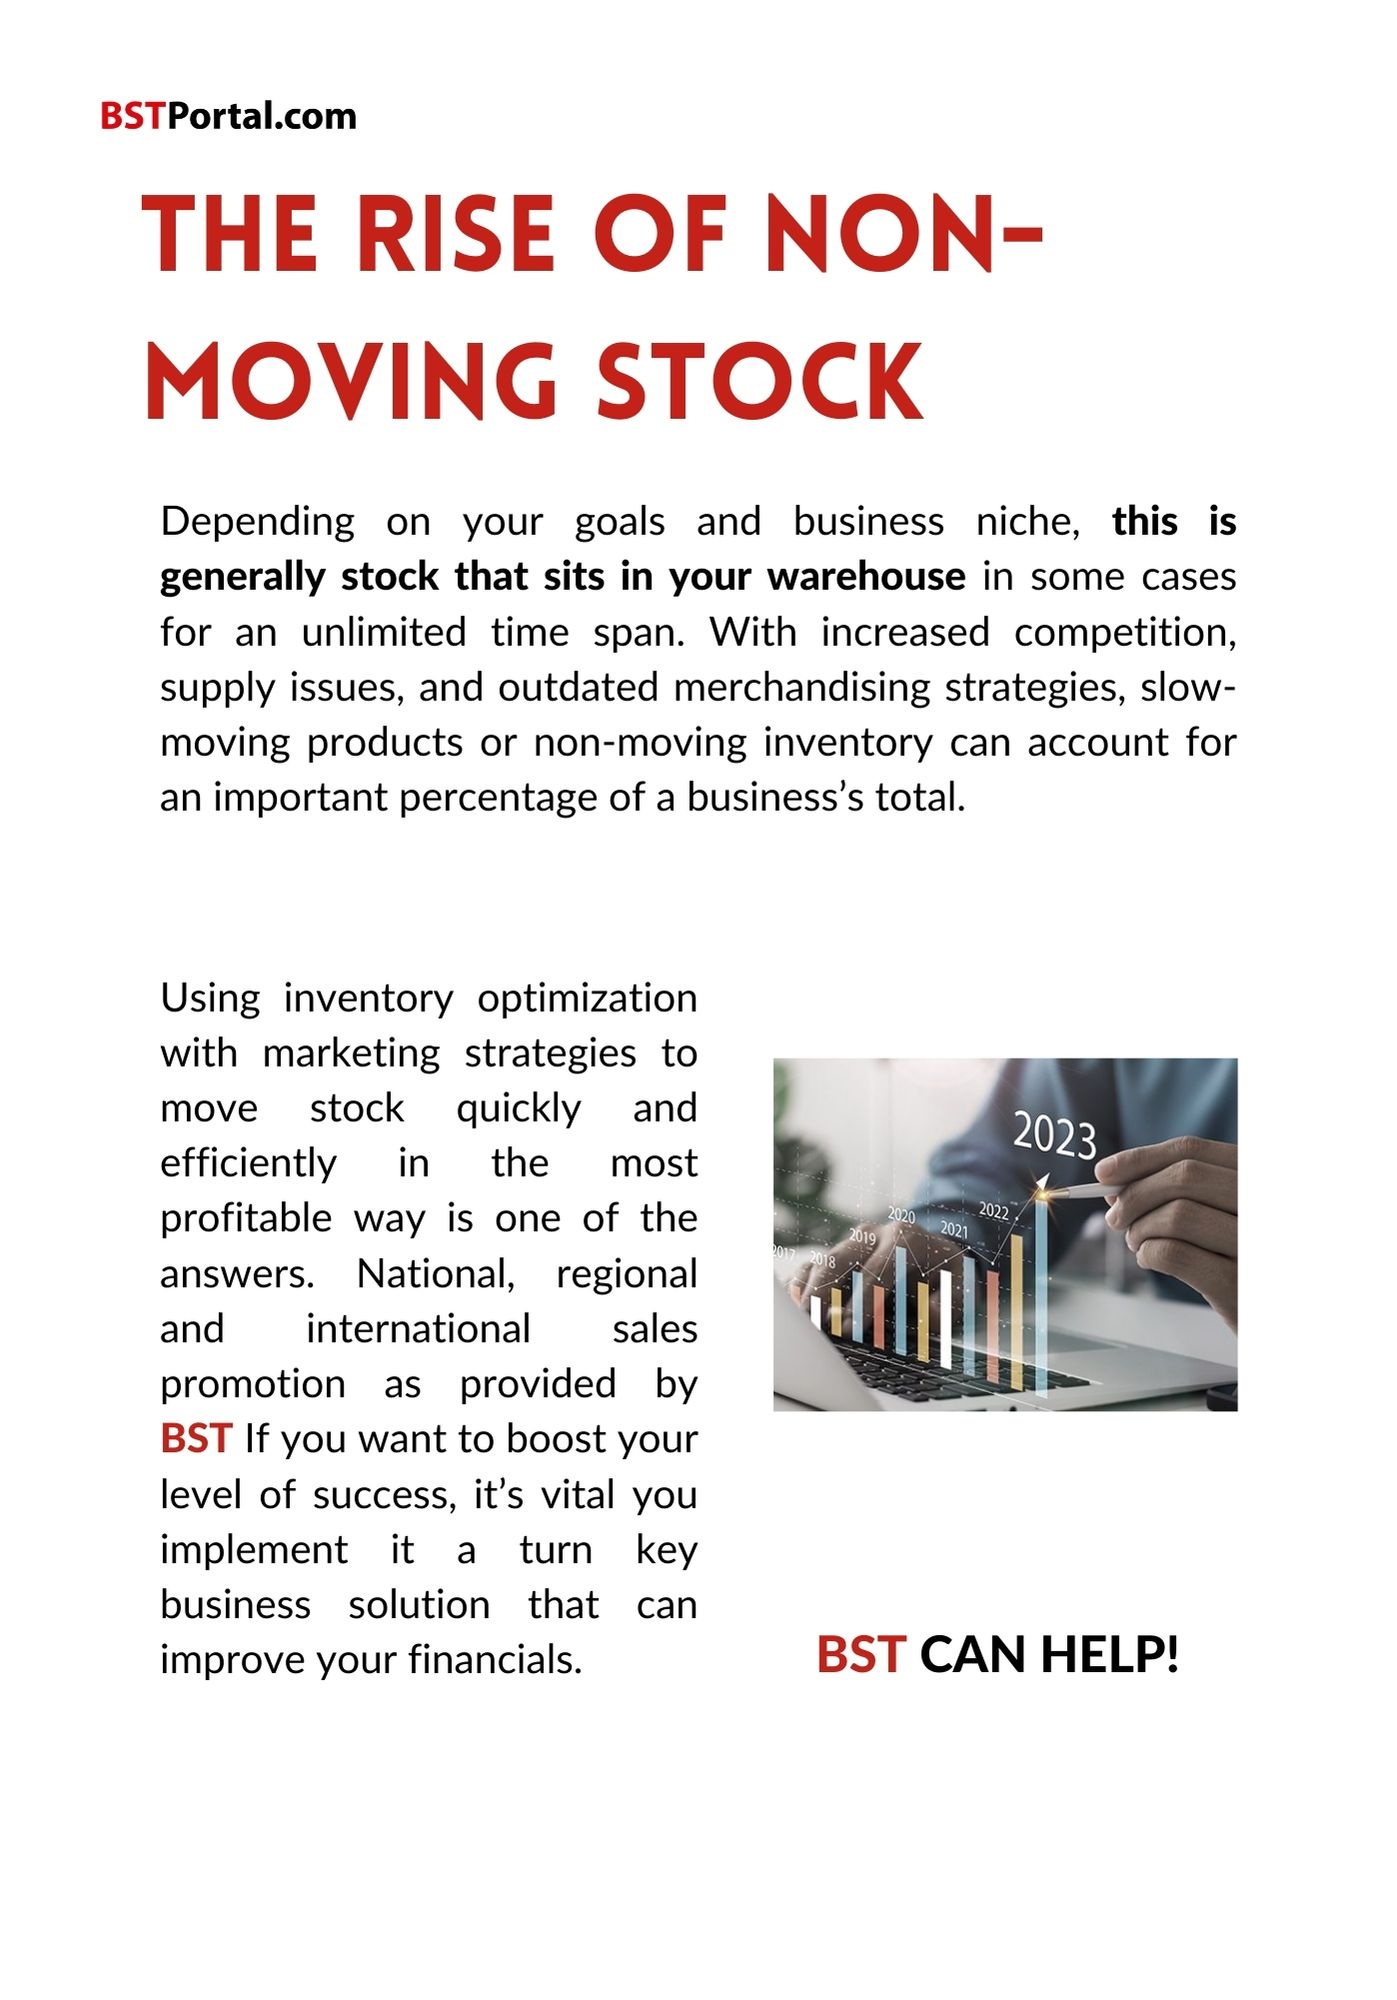 BSTPortal.com
THE RISE OF NON-
MOVING STOCK
Depending on your goals and business niche, this is
generally stock that sits in your warehouse in some cases
for an unlimited time span. With increased competition,
supply issues, and outdated merchandising strategies, slow-
moving products or non-moving inventory can account for
an important percentage of a business’s total.
Using inventory optimization
with marketing strategies to
move stock quickly and
efficiently in the most
profitable way is one of the
answers. National, regional
and international sales
promotion as provided by
BST If you want to boost your
level of success, it’s vital you
implement it a turn key
business solution that can
improve your financials.
2017
2018
2019
2020
2021
2022
2023
BST CAN HELP!